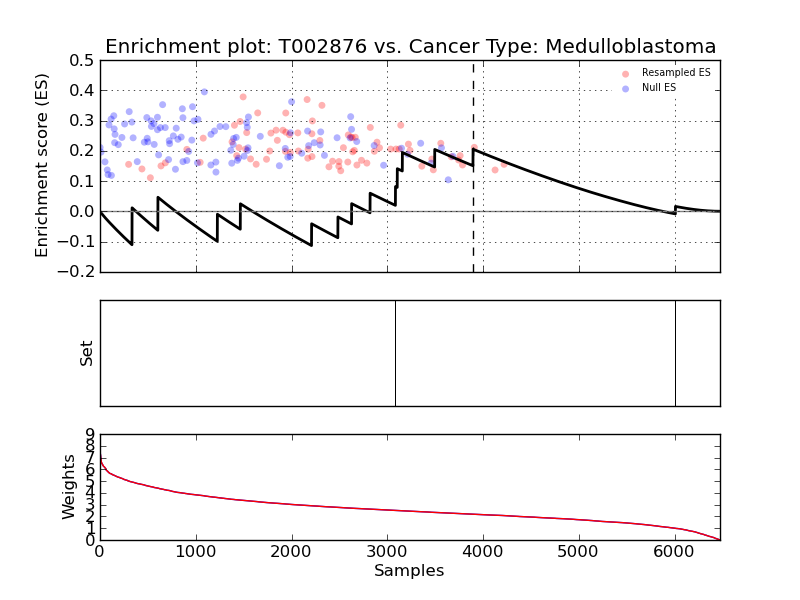 Enrichment plot: T002876 vs. Cancer Type: Medulloblastoma
Enrichment score (ES)
0.5
0.4
0.3
0.2
0.1
0.0
−0.1
−0.2
Resampled ES
Null ES
Set
Weights
9
8
7
6
5
4
3
2
1
0
0 1000 2000 3000 4000 5000 6000
Samples